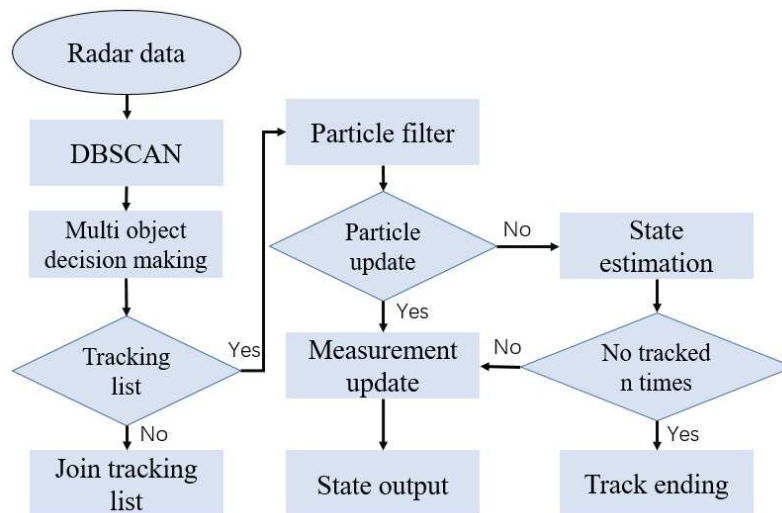 Radar data
DBSCAN
Multi object
decision making
Tracking
list
Yes
No
Join tracking
list
Particle filter
Particle
update
No
Yes
Measurement
update
State output
State
estimation
No
No tracked
n times
Yes
Track ending